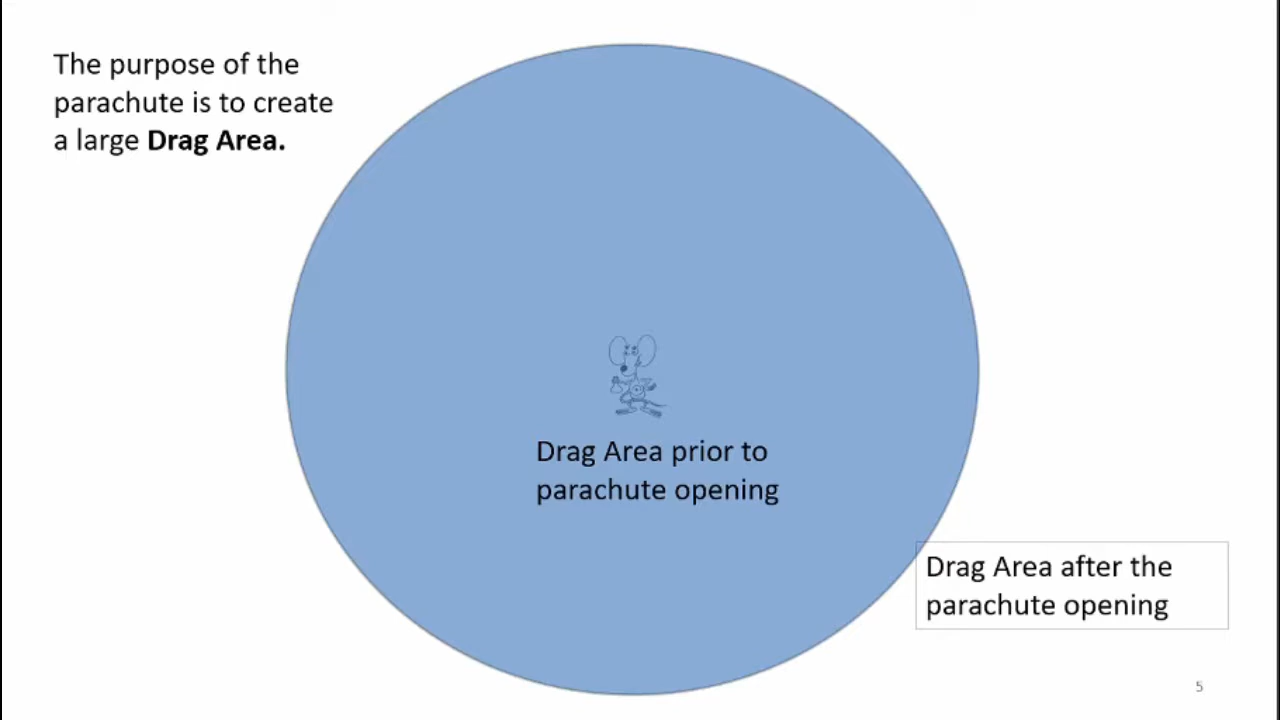 The purpose of the
parachute is to create
a large Drag Area.
Drag Area prior to
parachute opening
Drag Area after the
parachute opening
5